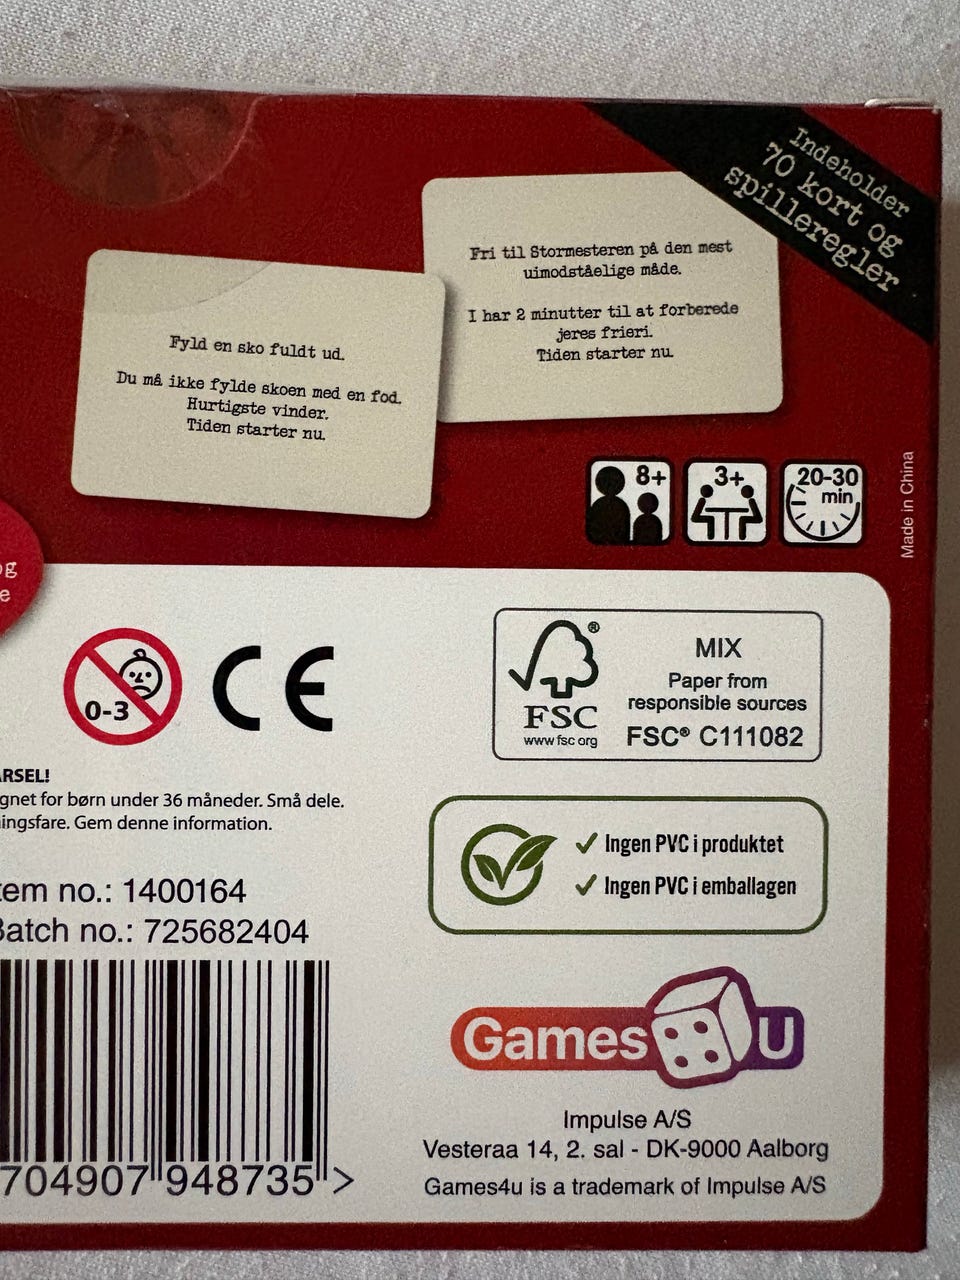 Indeholder
70 kort og
spilleregler
Fri til Stormesteren på den mest
uimodståelige måde.
I har 2 minutter til at forberede
jeres frieri.
Tiden starter nu.
Fyld en sko fuldt ud.
Du må ikke fylde skoen med en fod.
Hurtigste vinder.
Tiden starter nu.
8+
3+
20-30
min
Made in China
og
e
0-3
CE
FSC
www.fsc.org
MIX
Paper from
responsible sources
FSC® C111082
ARSEL!
gnet for børn under 36 måneder. Små dele.
ingsfare. Gem denne information.
Ingen PVC i produktet
Ingen PVC i emballagen
tem no.: 1400164
Batch no.: 725682404
704907 948735 >
Games4U
Impulse A/S
Vesteraa 14, 2. sal - DK-9000 Aalborg
Games4u is a trademark of Impulse A/S